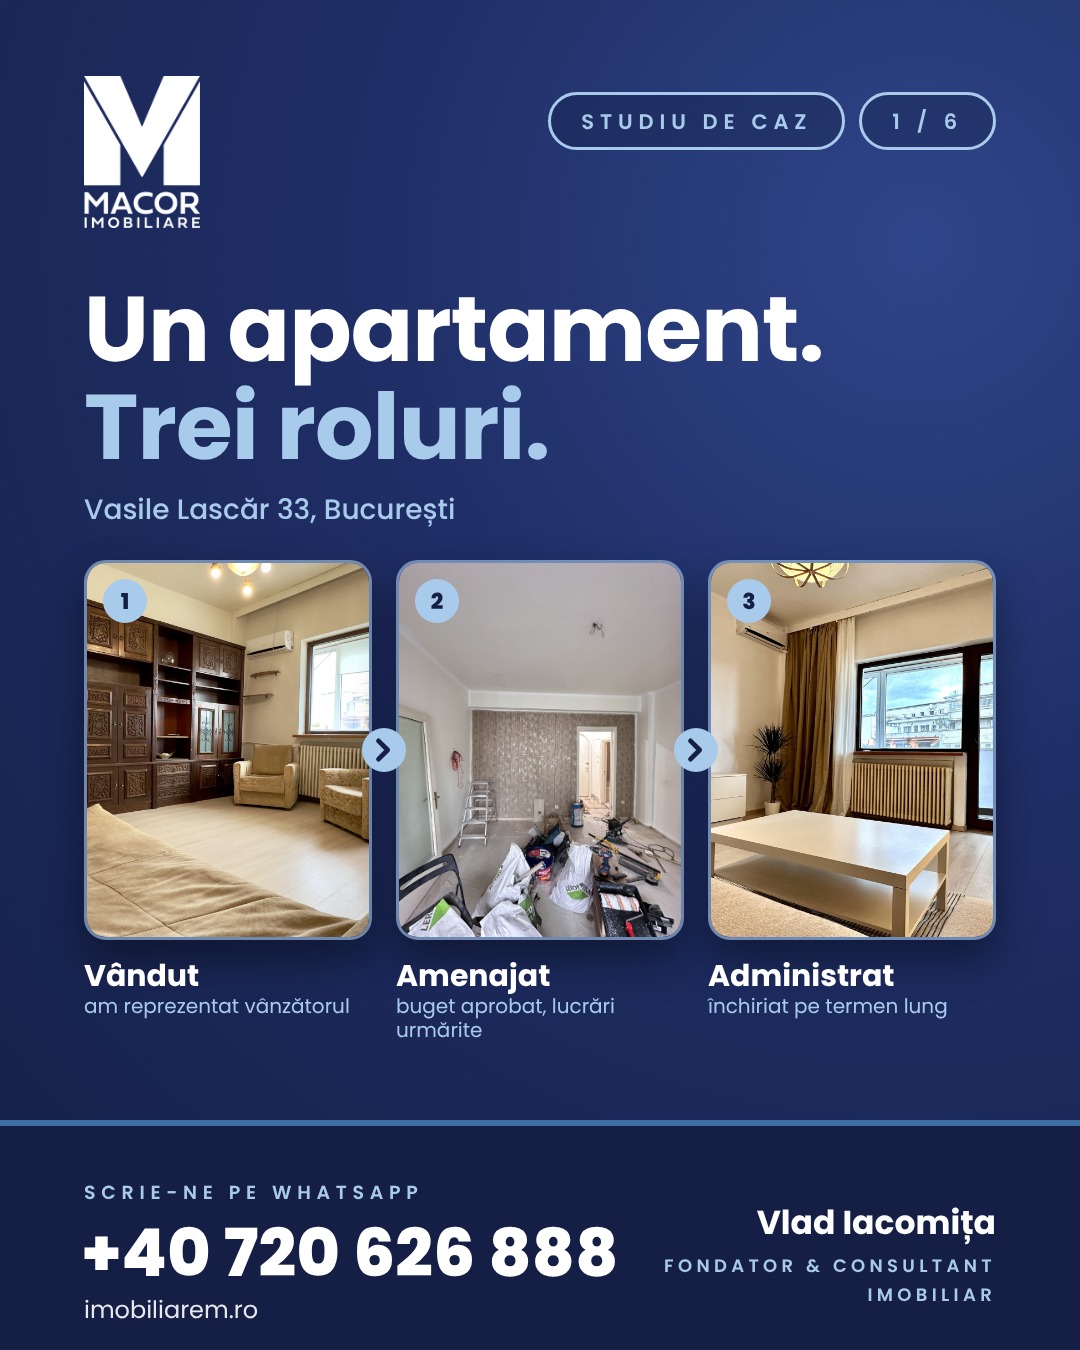 MACOR
IMOBILIARE
STUDIU DE CAZ
1 / 6
Un apartament.
Trei roluri.
Vasile Lascăr 33, București
1
2
3
Vândut
am reprezentat vânzătorul
Amenajat
buget aprobat, lucrări
urmărite
Administrat
închiriat pe termen lung
SCRIE-NE PE WHATSAPP
+40 720 626 888
imobiliarem.ro
Vlad Iacomița
FONDATOR & CONSULTANT
IMOBILIAR